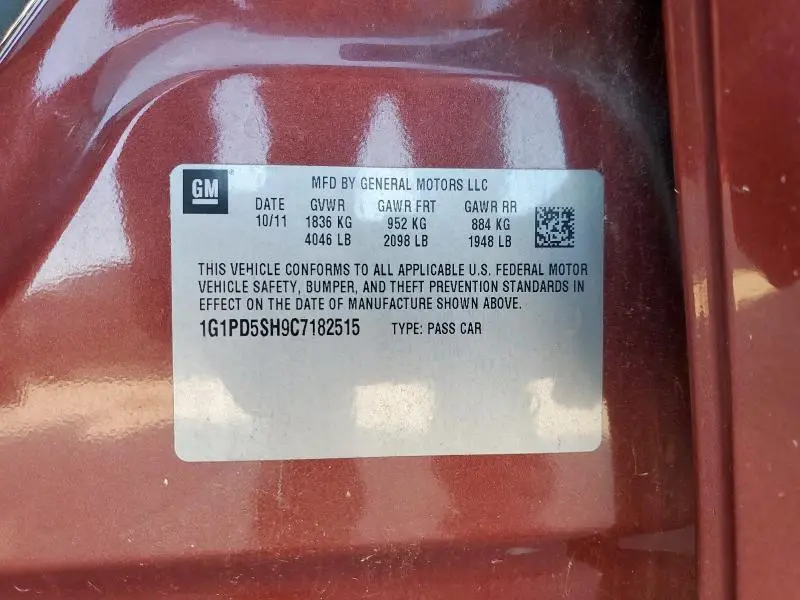 GM
MFD BY GENERAL MOTORS LLC
DATE GVWR GAWR FRT GAWR RR
10/11 1836 KG 952 KG 884 KG
4046 LB 2098 LB 1948 LB
THIS VEHICLE CONFORMS TO ALL APPLICABLE U.S. FEDERAL MOTOR
VEHICLE SAFETY, BUMPER, AND THEFT PREVENTION STANDARDS IN
EFFECT ON THE DATE OF MANUFACTURE SHOWN ABOVE.
1G1PD5SH9C7182515 TYPE: PASS CAR